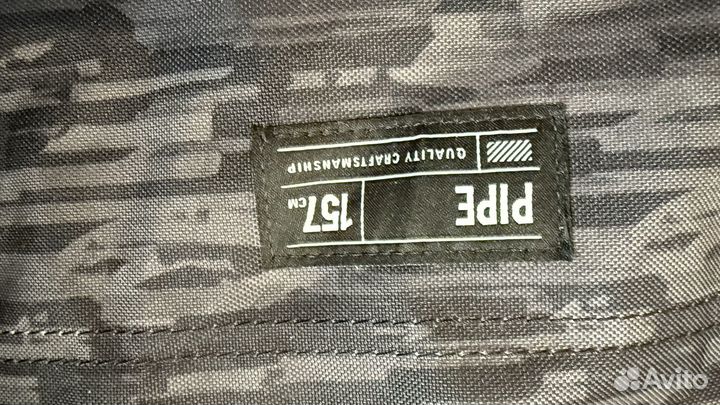 PIPE 157 CM
QUALITY CRAFTSMANSHIP
Avito